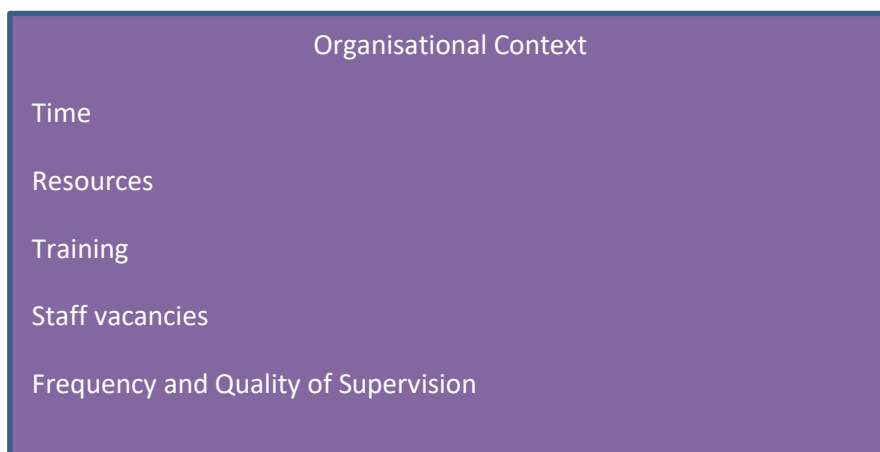 Organisational Context
Time
Resources
Training
Staff vacancies
Frequency and Quality of Supervision